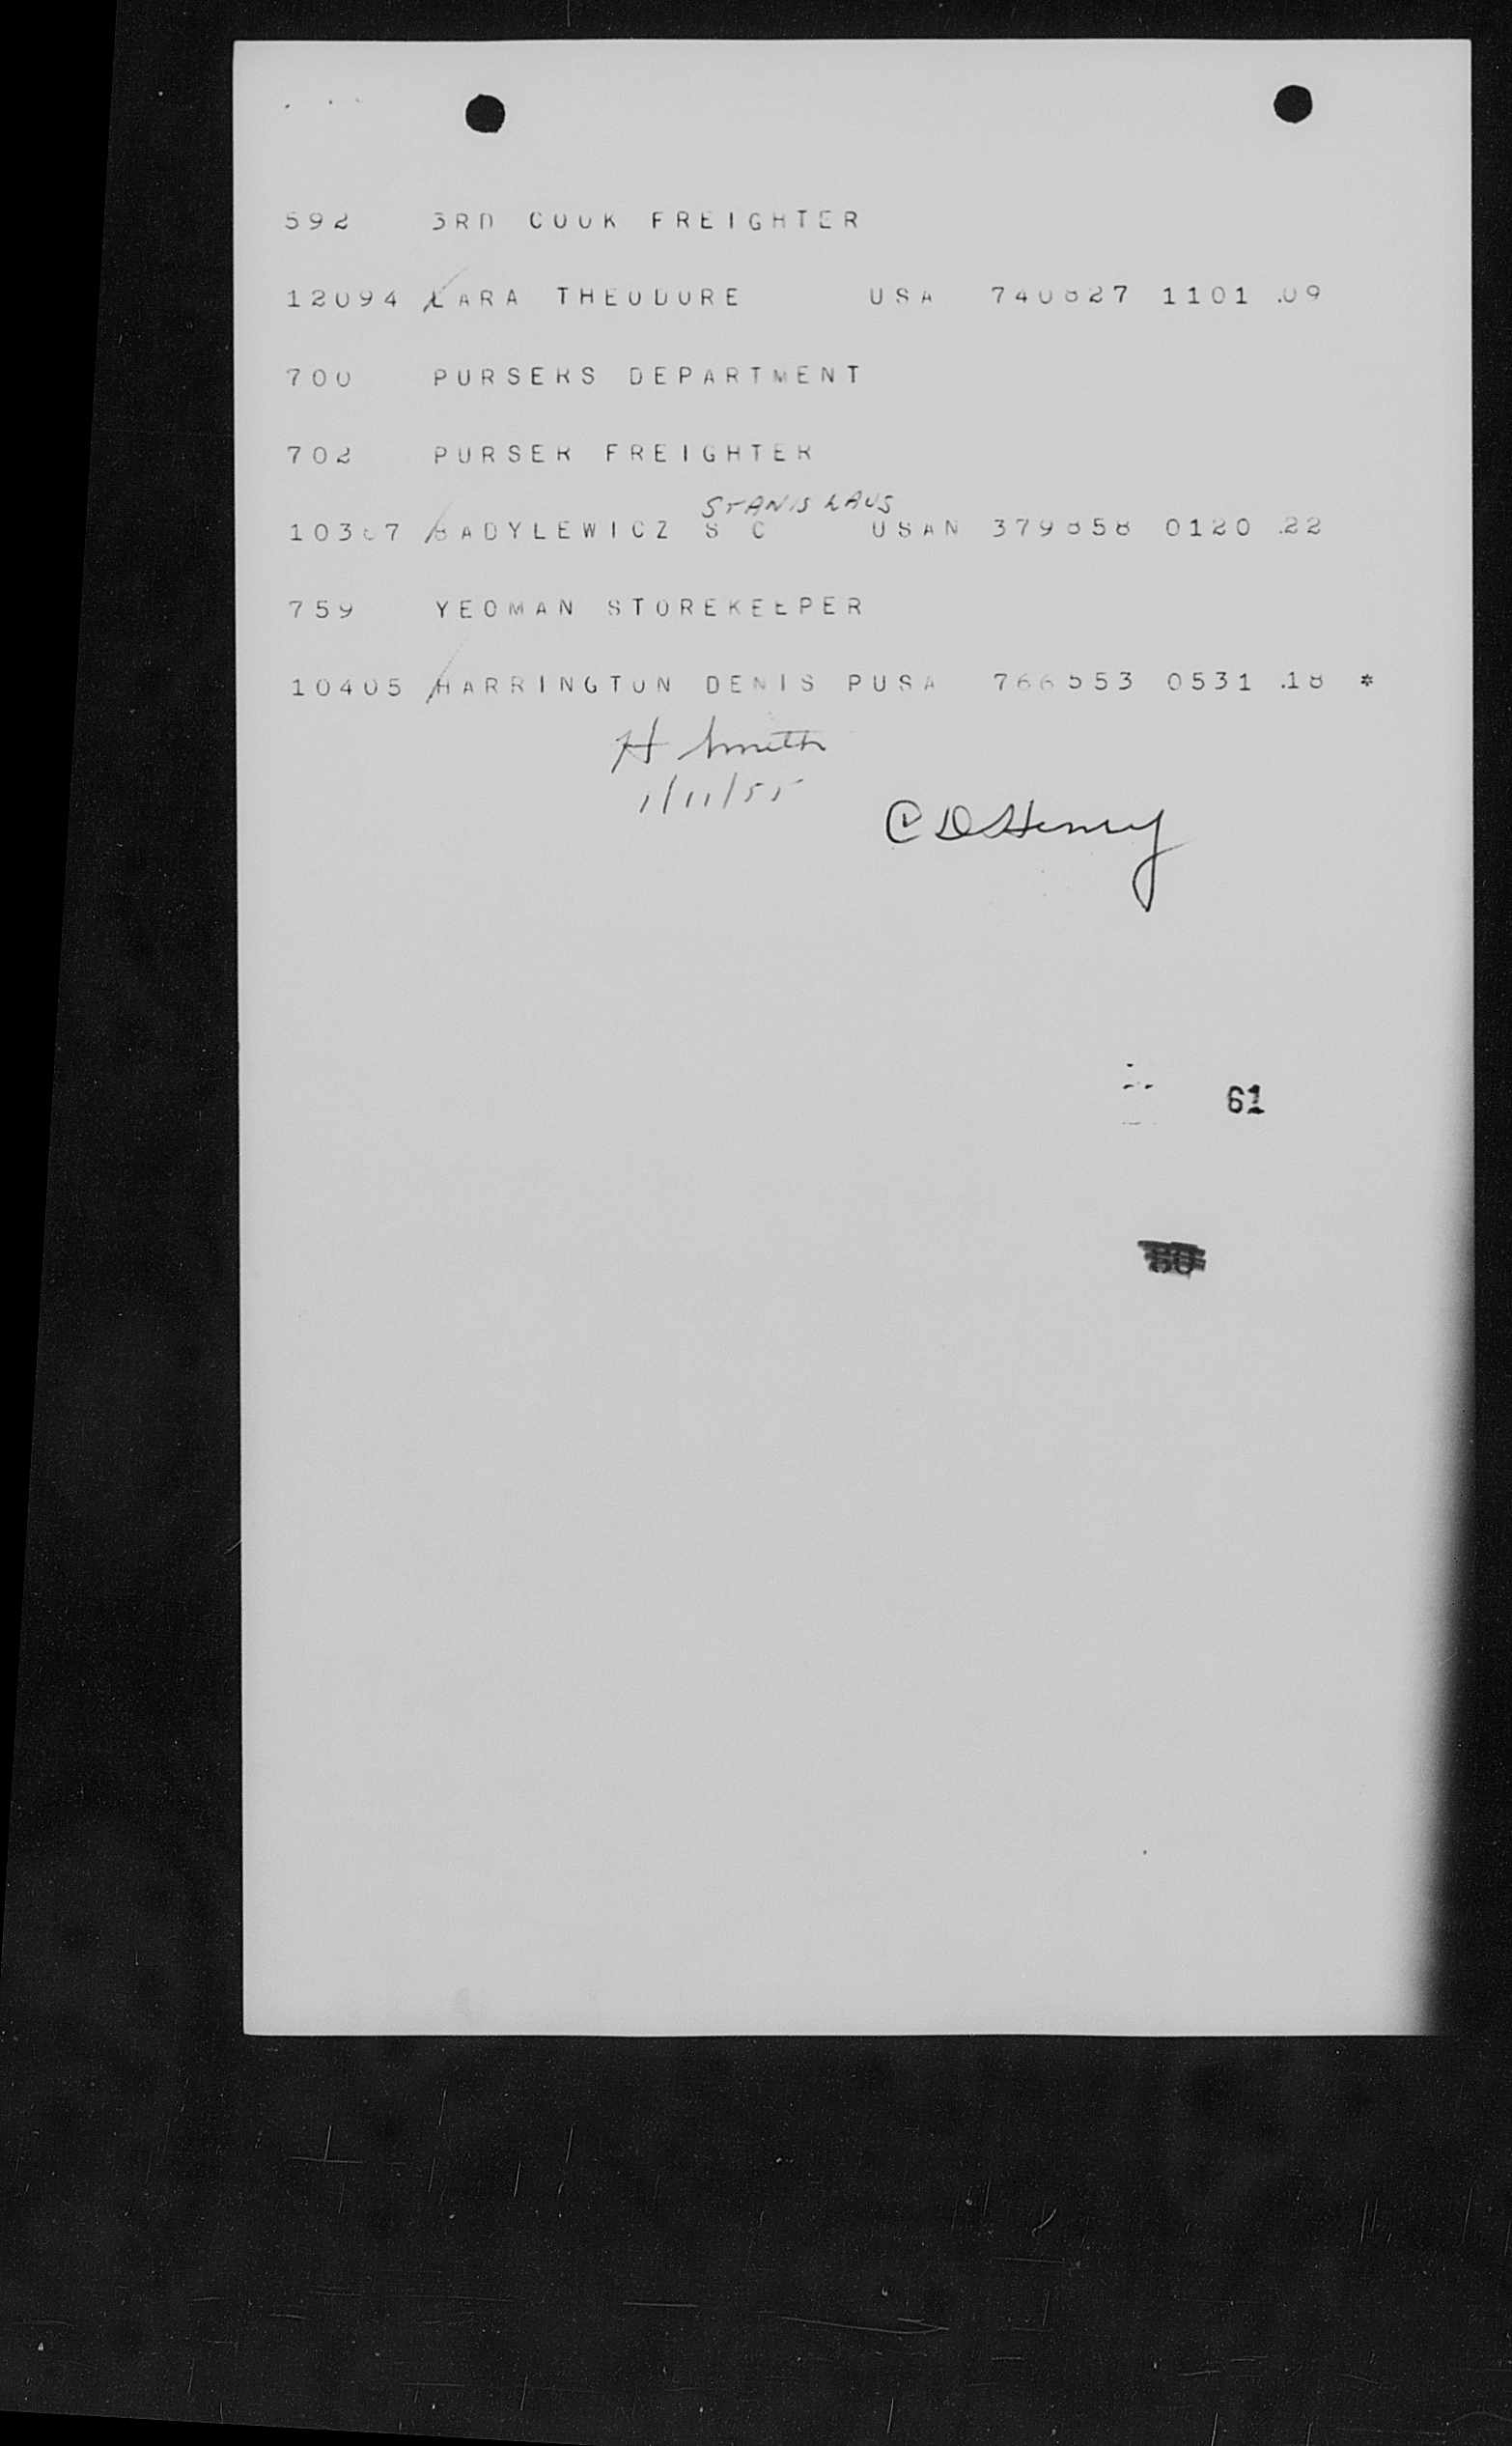 592 3RD COOK FREIGHTER
12094 LARA THEODORE USA 740827 1101 .09
700 PURSERS DEPARTMENT
702 PURSER FREIGHTER
STANISLAUS
BADYLEWICZ S C USAN 379858 0120 .22
759 YEOMAN STOREKEEPER
10405 HARRINGTON DENIS PUSA 766553 0531 .18 *
H Smith
1/11/55
C D Henry
61
60